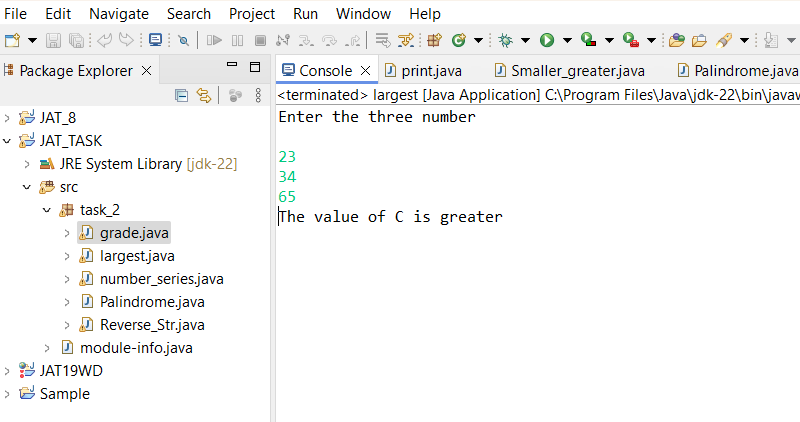 File Edit Navigate Search Project Run Window Help
Package Explorer
JAT_8
JAT_TASK
JRE System Library [jdk-22]
src
task_2
grade.java
largest.java
number_series.java
Palindrome.java
Reverse_Str.java
module-info.java
JAT19WD
Sample
Console print.java Smaller_greater.java Palindrome.java
<terminated> largest [Java Application] C:\Program Files\Java\jdk-22\bin\javaw
Enter the three number
23
34
65
The value of C is greater